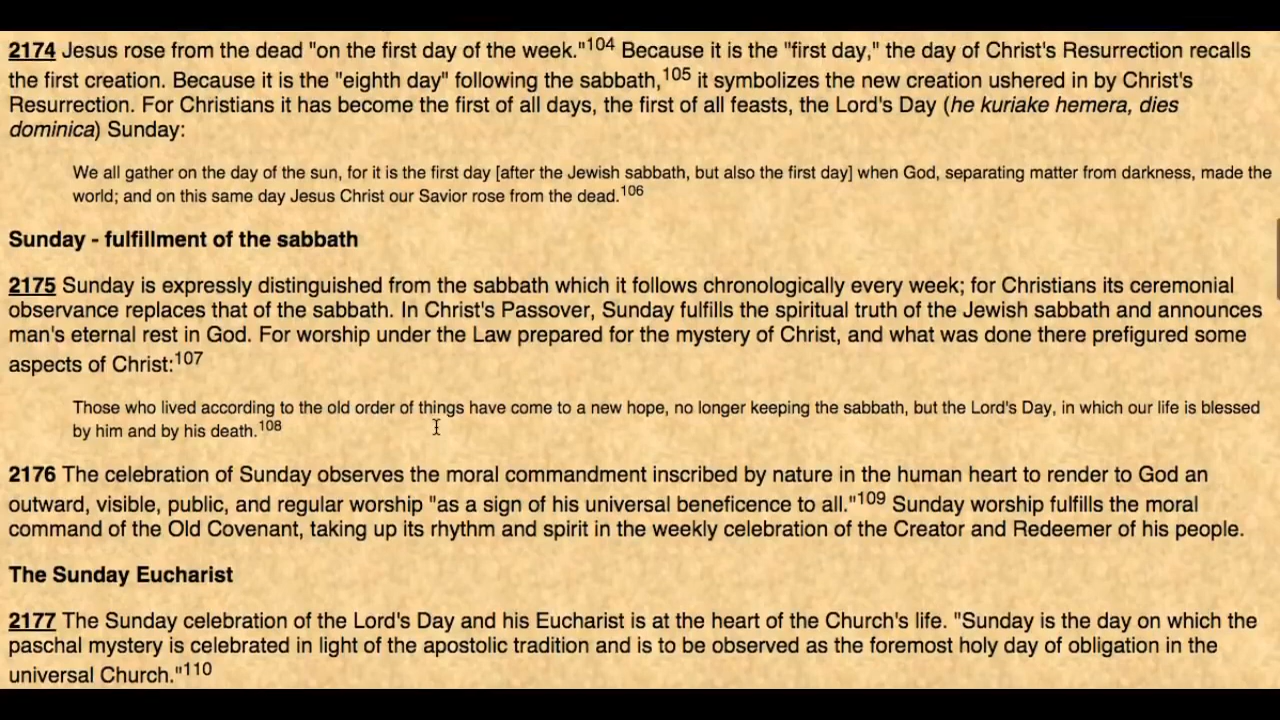 2174 Jesus rose from the dead "on the first day of the week."104 Because it is the "first day," the day of Christ's Resurrection recalls
the first creation. Because it is the "eighth day" following the sabbath,105 it symbolizes the new creation ushered in by Christ's
Resurrection. For Christians it has become the first of all days, the first of all feasts, the Lord's Day (he kuriake hemera, dies
dominica) Sunday:
We all gather on the day of the sun, for it is the first day [after the Jewish sabbath, but also the first day] when God, separating matter from darkness, made the
world; and on this same day Jesus Christ our Savior rose from the dead.106
Sunday - fulfillment of the sabbath
2175 Sunday is expressly distinguished from the sabbath which it follows chronologically every week; for Christians its ceremonial
observance replaces that of the sabbath. In Christ's Passover, Sunday fulfills the spiritual truth of the Jewish sabbath and announces
man's eternal rest in God. For worship under the Law prepared for the mystery of Christ, and what was done there prefigured some
aspects of Christ:107
Those who lived according to the old order of things have come to a new hope, no longer keeping the sabbath, but the Lord's Day, in which our life is blessed
by him and by his death.108
2176 The celebration of Sunday observes the moral commandment inscribed by nature in the human heart to render to God an
outward, visible, public, and regular worship "as a sign of his universal beneficence to all."109 Sunday worship fulfills the moral
command of the Old Covenant, taking up its rhythm and spirit in the weekly celebration of the Creator and Redeemer of his people.
The Sunday Eucharist
2177 The Sunday celebration of the Lord's Day and his Eucharist is at the heart of the Church's life. "Sunday is the day on which the
paschal mystery is celebrated in light of the apostolic tradition and is to be observed as the foremost holy day of obligation in the
universal Church."110